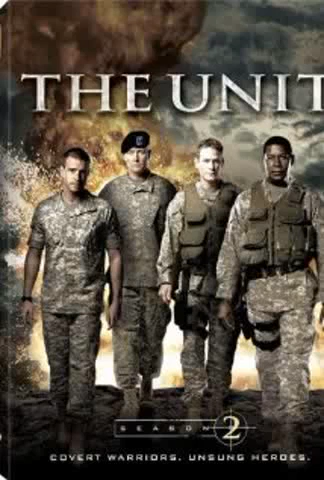 THE UNIT
SEASON 2
COVERT WARRIORS. UNSUNG HEROES.